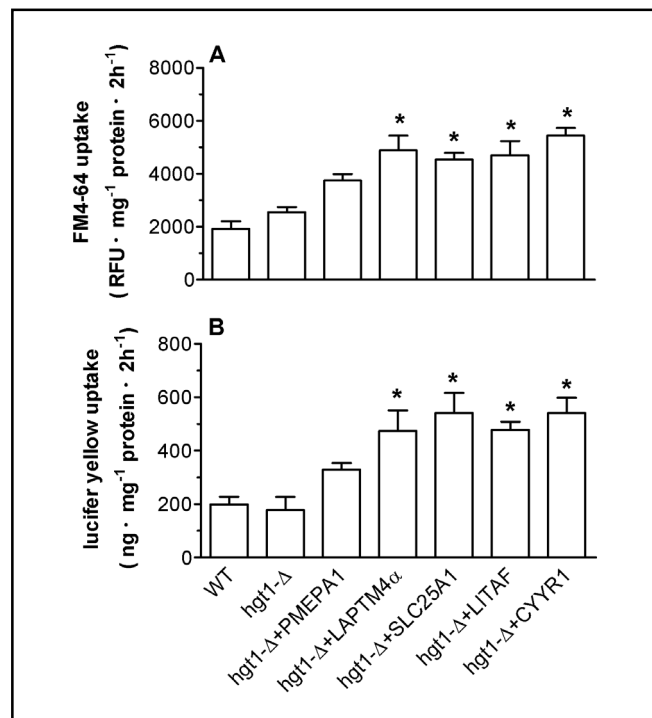 A
FM4-64 uptake
( RFU · mg⁻¹ protein · 2h⁻¹)
8000
6000
4000
2000
0
* * * *
B
lucifer yellow uptake
( ng · mg⁻¹ protein · 2h⁻¹)
800
600
400
200
0
* * * *
WT
hgt1-Δ
hgt1-Δ+PMEPA1
hgt1-Δ+LAPTM4α
hgt1-Δ+SLC25A1
hgt1-Δ+LITAF
hgt1-Δ+CYYR1